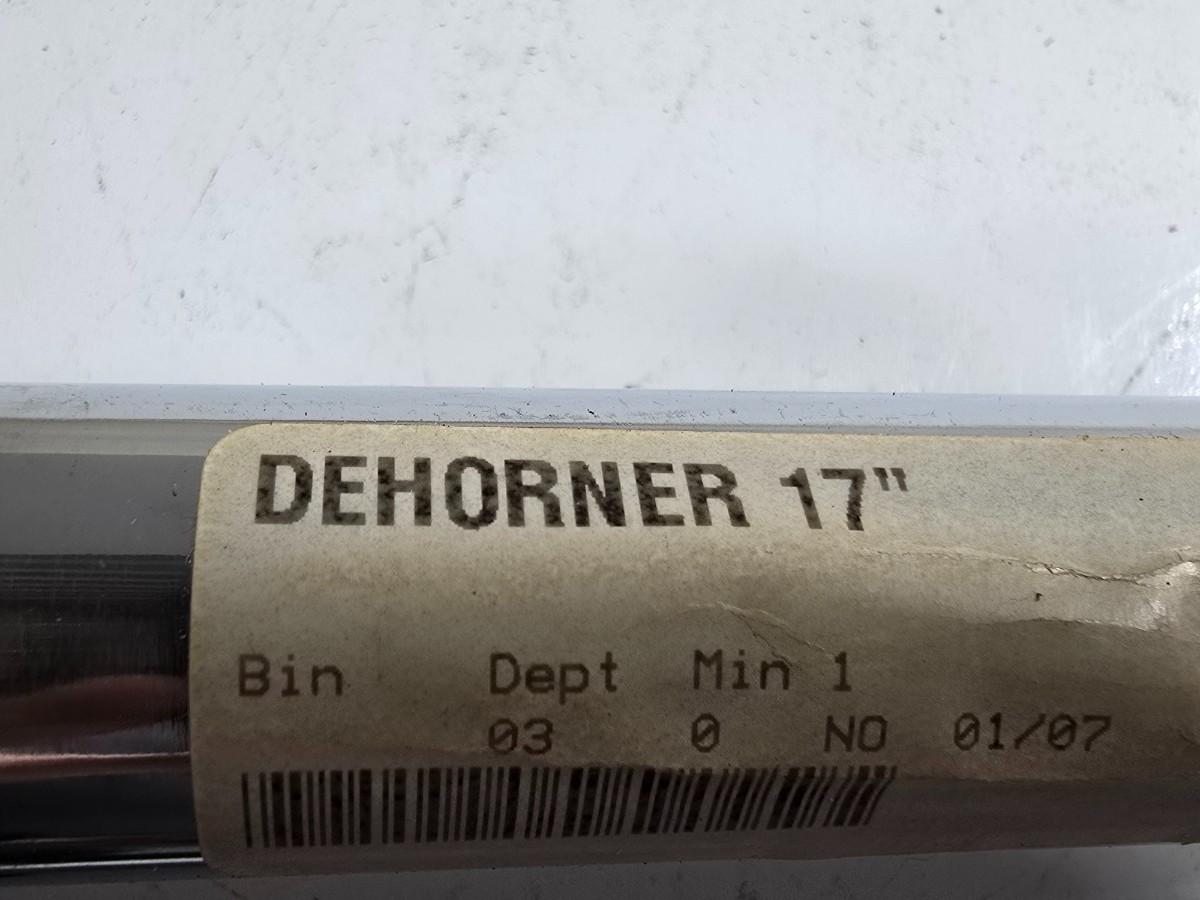 DEHORNER 17"
Bin Dept Min 1
03 0 NO 01/07